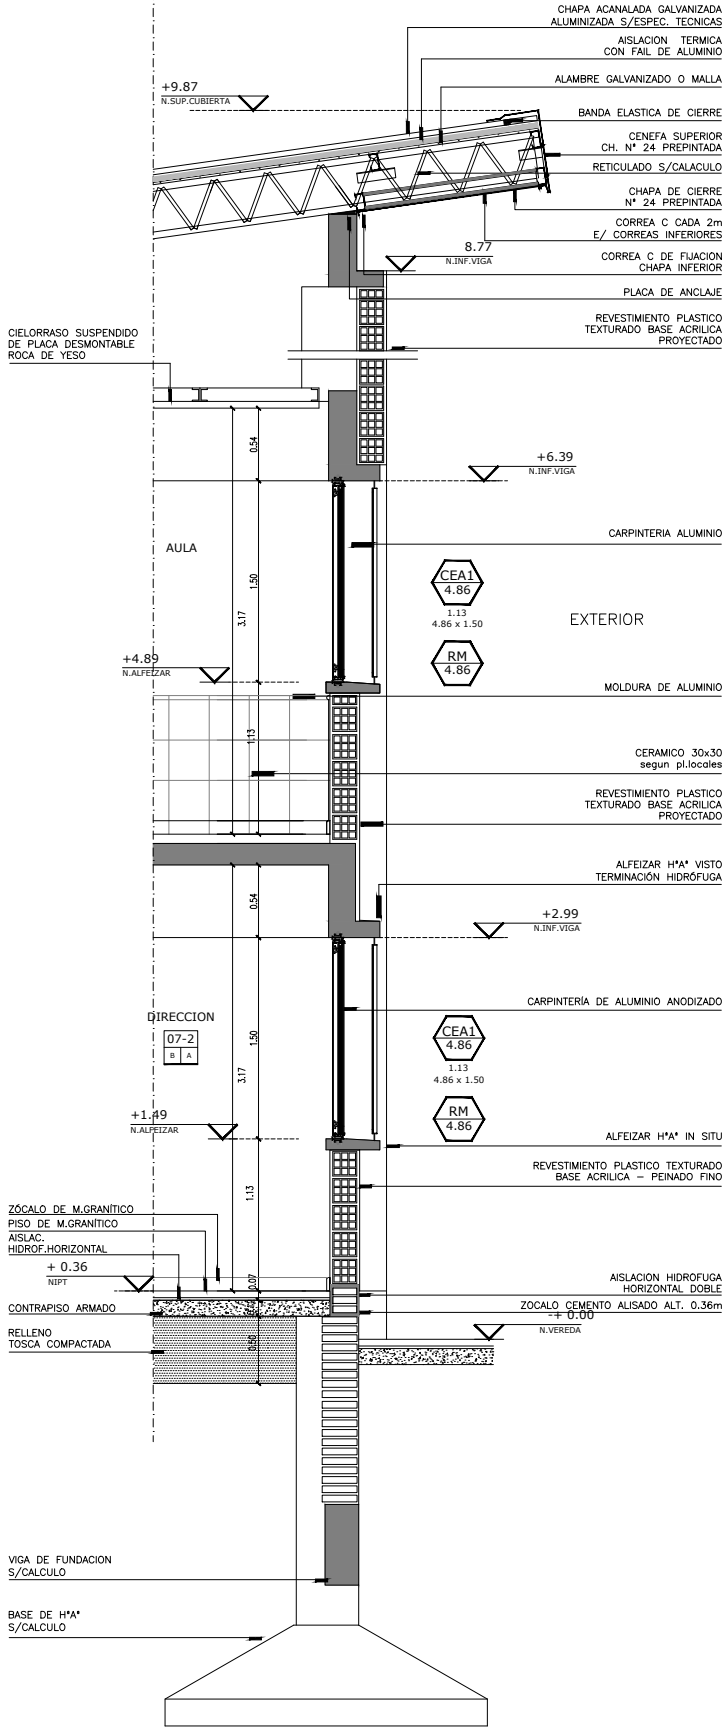 CHAPA ACANALADA GALVANIZADA
ALUMINIZADA S/ESPEC. TECNICAS
AISLACION TERMICA
CON FAIL DE ALUMINIO
+9.87
N.SUP.CUBIERTA
ALAMBRE GALVANIZADO O MALLA
BANDA ELASTICA DE CIERRE
CENEFA SUPERIOR
CH. N° 24 PREPINTADA
RETICULADO S/CALACULO
CHAPA DE CIERRE
N° 24 PREPINTADA
CORREA C CADA 2m
E/ CORREAS INFERIORES
8.77
N.INF.VIGA
CORREA C DE FIJACION
CHAPA INFERIOR
PLACA DE ANCLAJE
REVESTIMIENTO PLASTICO
TEXTURADO BASE ACRILICA
PROYECTADO
CIELORRASO SUSPENDIDO
DE PLACA DESMONTABLE
ROCA DE YESO
0.54
+6.39
N.INF.VIGA
CARPINTERIA ALUMINIO
AULA
1.50
3.17
CEA1
4.86
1.13
4.86 x 1.50
EXTERIOR
RM
4.86
+4.89
N.ALFEIZAR
MOLDURA DE ALUMINIO
1.13
CERAMICO 30x30
segun pl.locales
REVESTIMIENTO PLASTICO
TEXTURADO BASE ACRILICA
PROYECTADO
ALFEIZAR H°A° VISTO
TERMINACIÓN HIDRÓFUGA
0.54
+2.99
N.INF.VIGA
CARPINTERÍA DE ALUMINIO ANODIZADO
DIRECCION
07-2
B A
1.50
3.17
CEA1
4.86
1.13
4.86 x 1.50
RM
4.86
+1.49
N.ALFEIZAR
ALFEIZAR H°A° IN SITU
REVESTIMIENTO PLASTICO TEXTURADO
BASE ACRILICA – PEINADO FINO
1.13
ZÓCALO DE M.GRANÍTICO
PISO DE M.GRANÍTICO
AISLAC.
HIDROF.HORIZONTAL
+ 0.36
NIPT
0.07
AISLACION HIDROFUGA
HORIZONTAL DOBLE
CONTRAPISO ARMADO
ZOCALO CEMENTO ALISADO ALT. 0.36m
-+ 0.00
N.VEREDA
RELLENO
TOSCA COMPACTADA
0.50
VIGA DE FUNDACION
S/CALCULO
BASE DE H°A°
S/CALCULO